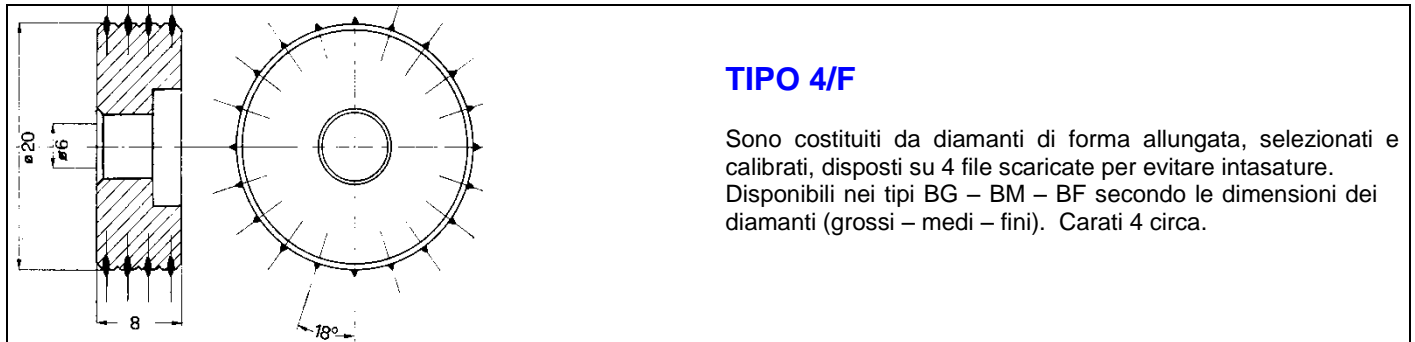 ø20
ø6
8
18°
TIPO 4/F
Sono costituiti da diamanti di forma allungata, selezionati e
calibrati, disposti su 4 file scaricate per evitare intasature.
Disponibili nei tipi BG – BM – BF secondo le dimensioni dei
diamanti (grossi – medi – fini). Carati 4 circa.